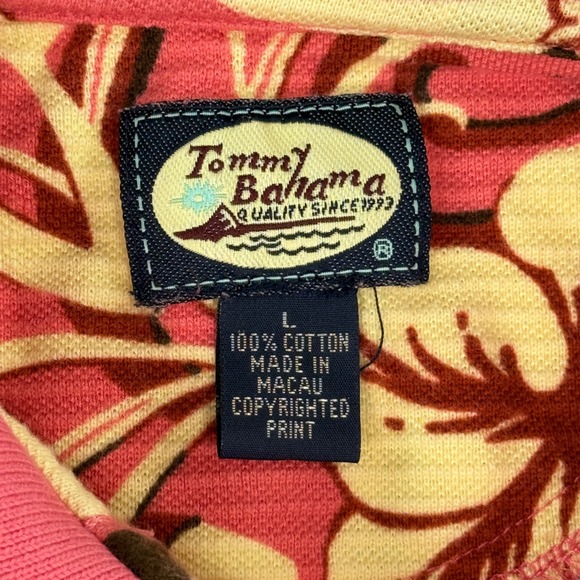 Tommy
Bahama
QUALITY SINCE 1993
®
L
100% COTTON
MADE IN
MACAU
COPYRIGHTED
PRINT